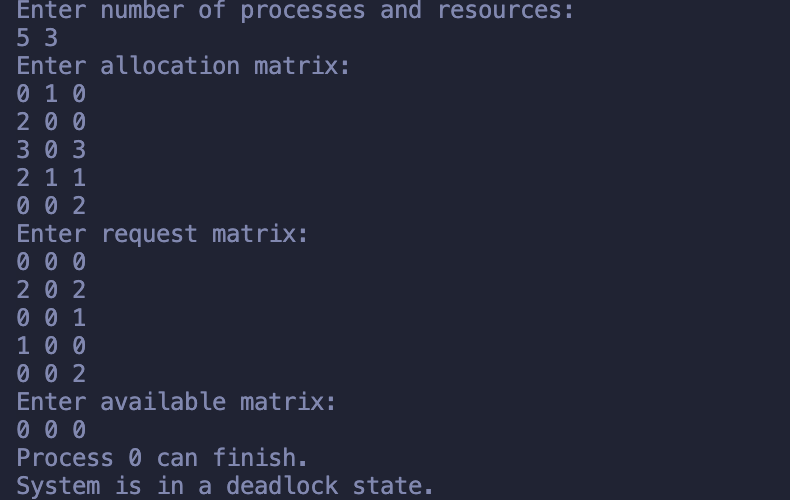 Enter number of processes and resources:
5 3
Enter allocation matrix:
0 1 0
2 0 0
3 0 3
2 1 1
0 0 2
Enter request matrix:
0 0 0
2 0 2
0 0 1
1 0 0
0 0 2
Enter available matrix:
0 0 0
Process 0 can finish.
System is in a deadlock state.